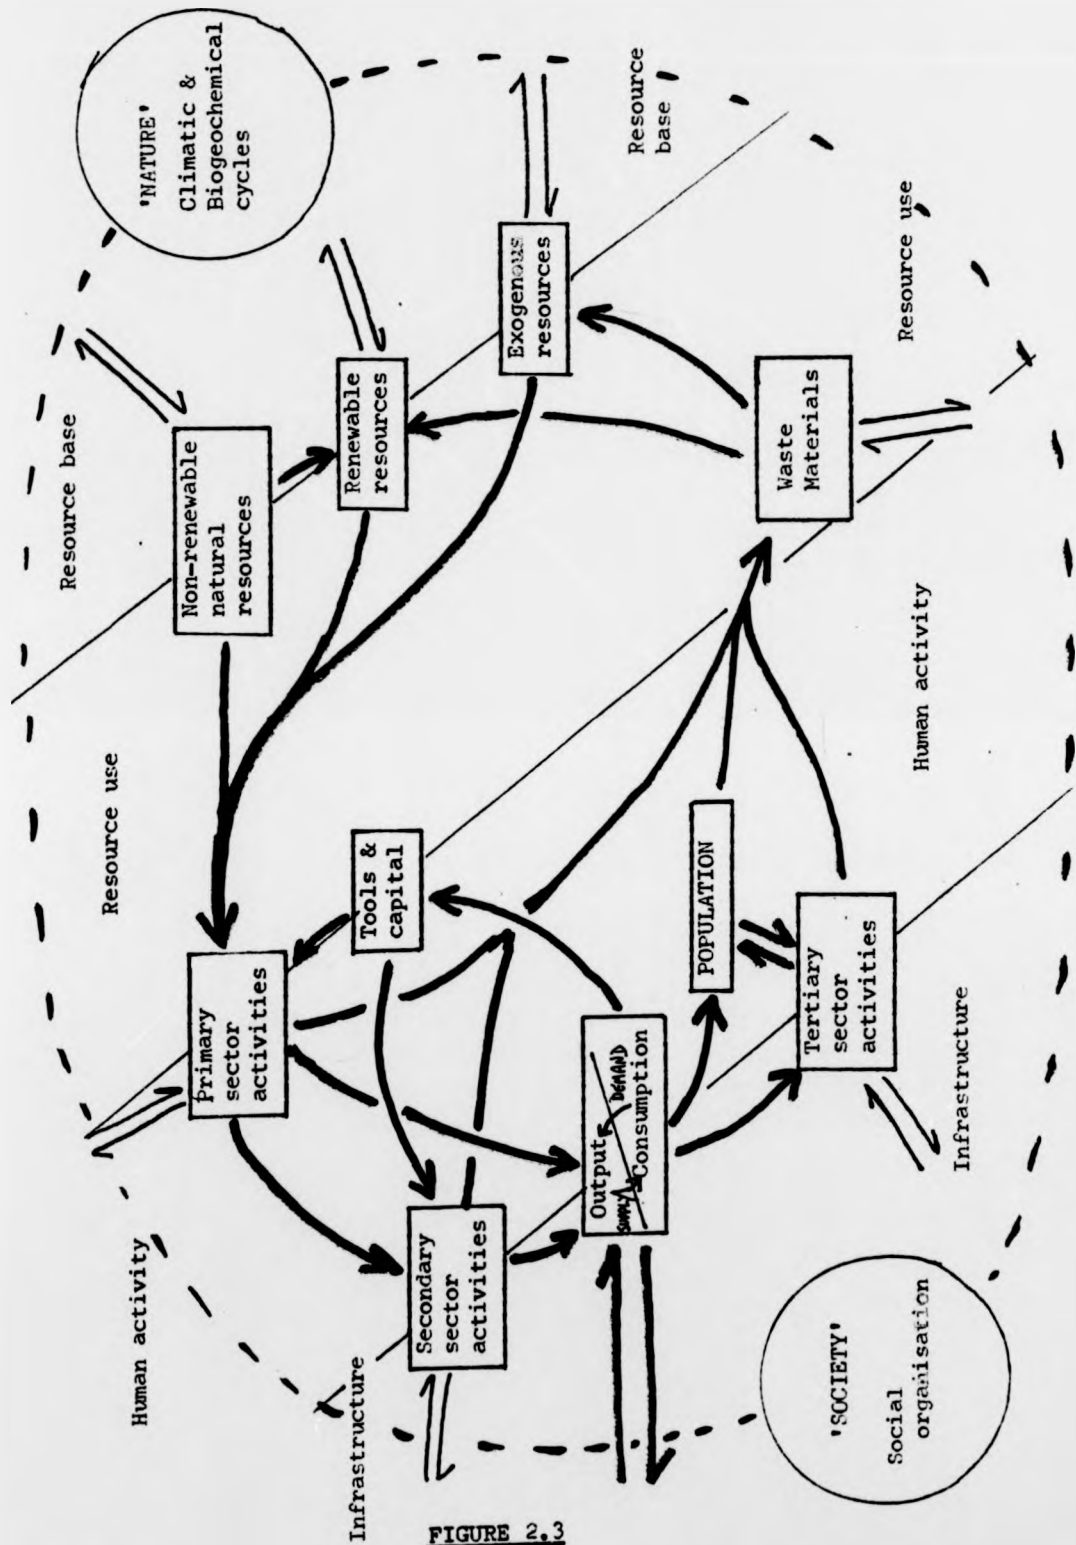 'NATURE'
Climatic &
Biogeochemical
cycles
Resource base
Non-renewable
natural
resources
Renewable
resources
Exogenous
resources
Resource
base
Resource use
Resource use
Waste
Materials
Human activity
Primary
sector
activities
Tools &
capital
POPULATION
Tertiary
sector
activities
Output
DEMAND
SUPPLY
Consumption
Secondary
sector
activities
Human activity
Infrastructure
Infrastructure
'SOCIETY'
Social
organisation
FIGURE 2.3